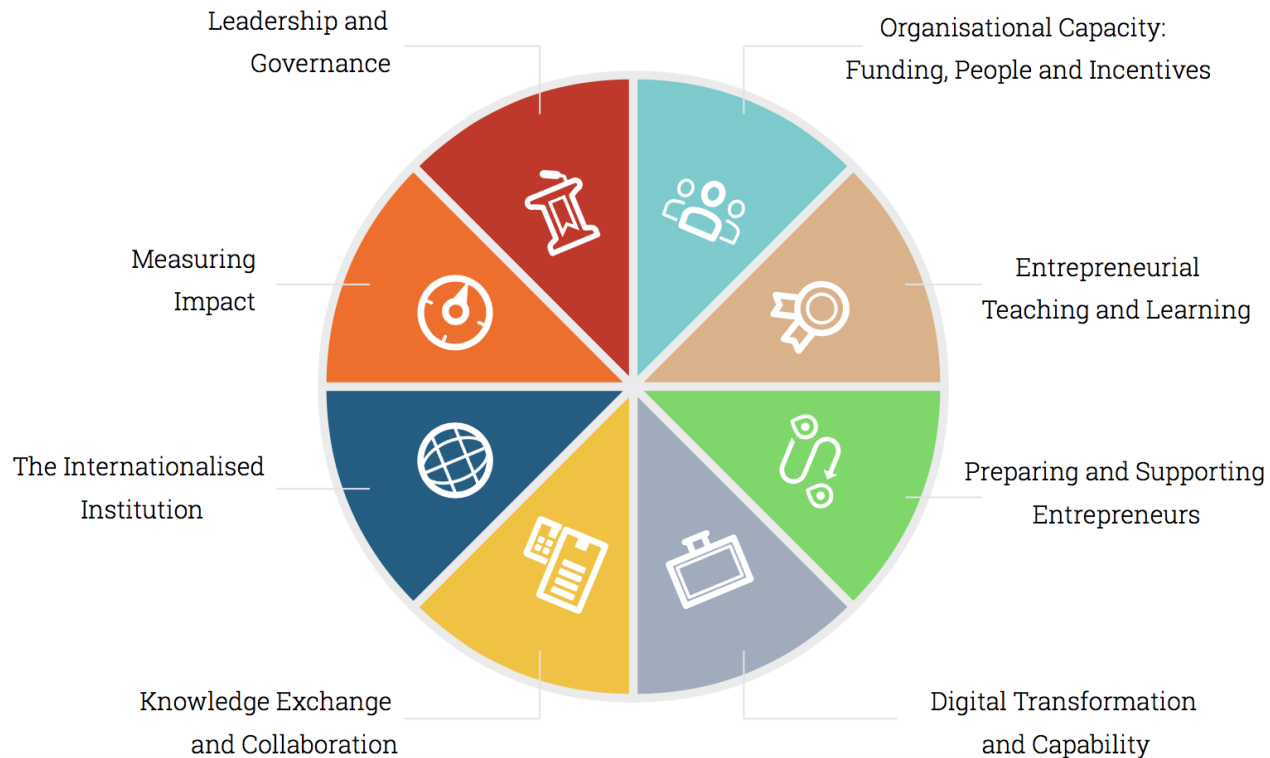 Leadership and
Governance
Organisational Capacity:
Funding, People and Incentives
Measuring
Impact
Entrepreneurial
Teaching and Learning
The Internationalised
Institution
Preparing and Supporting
Entrepreneurs
Knowledge Exchange
and Collaboration
Digital Transformation
and Capability